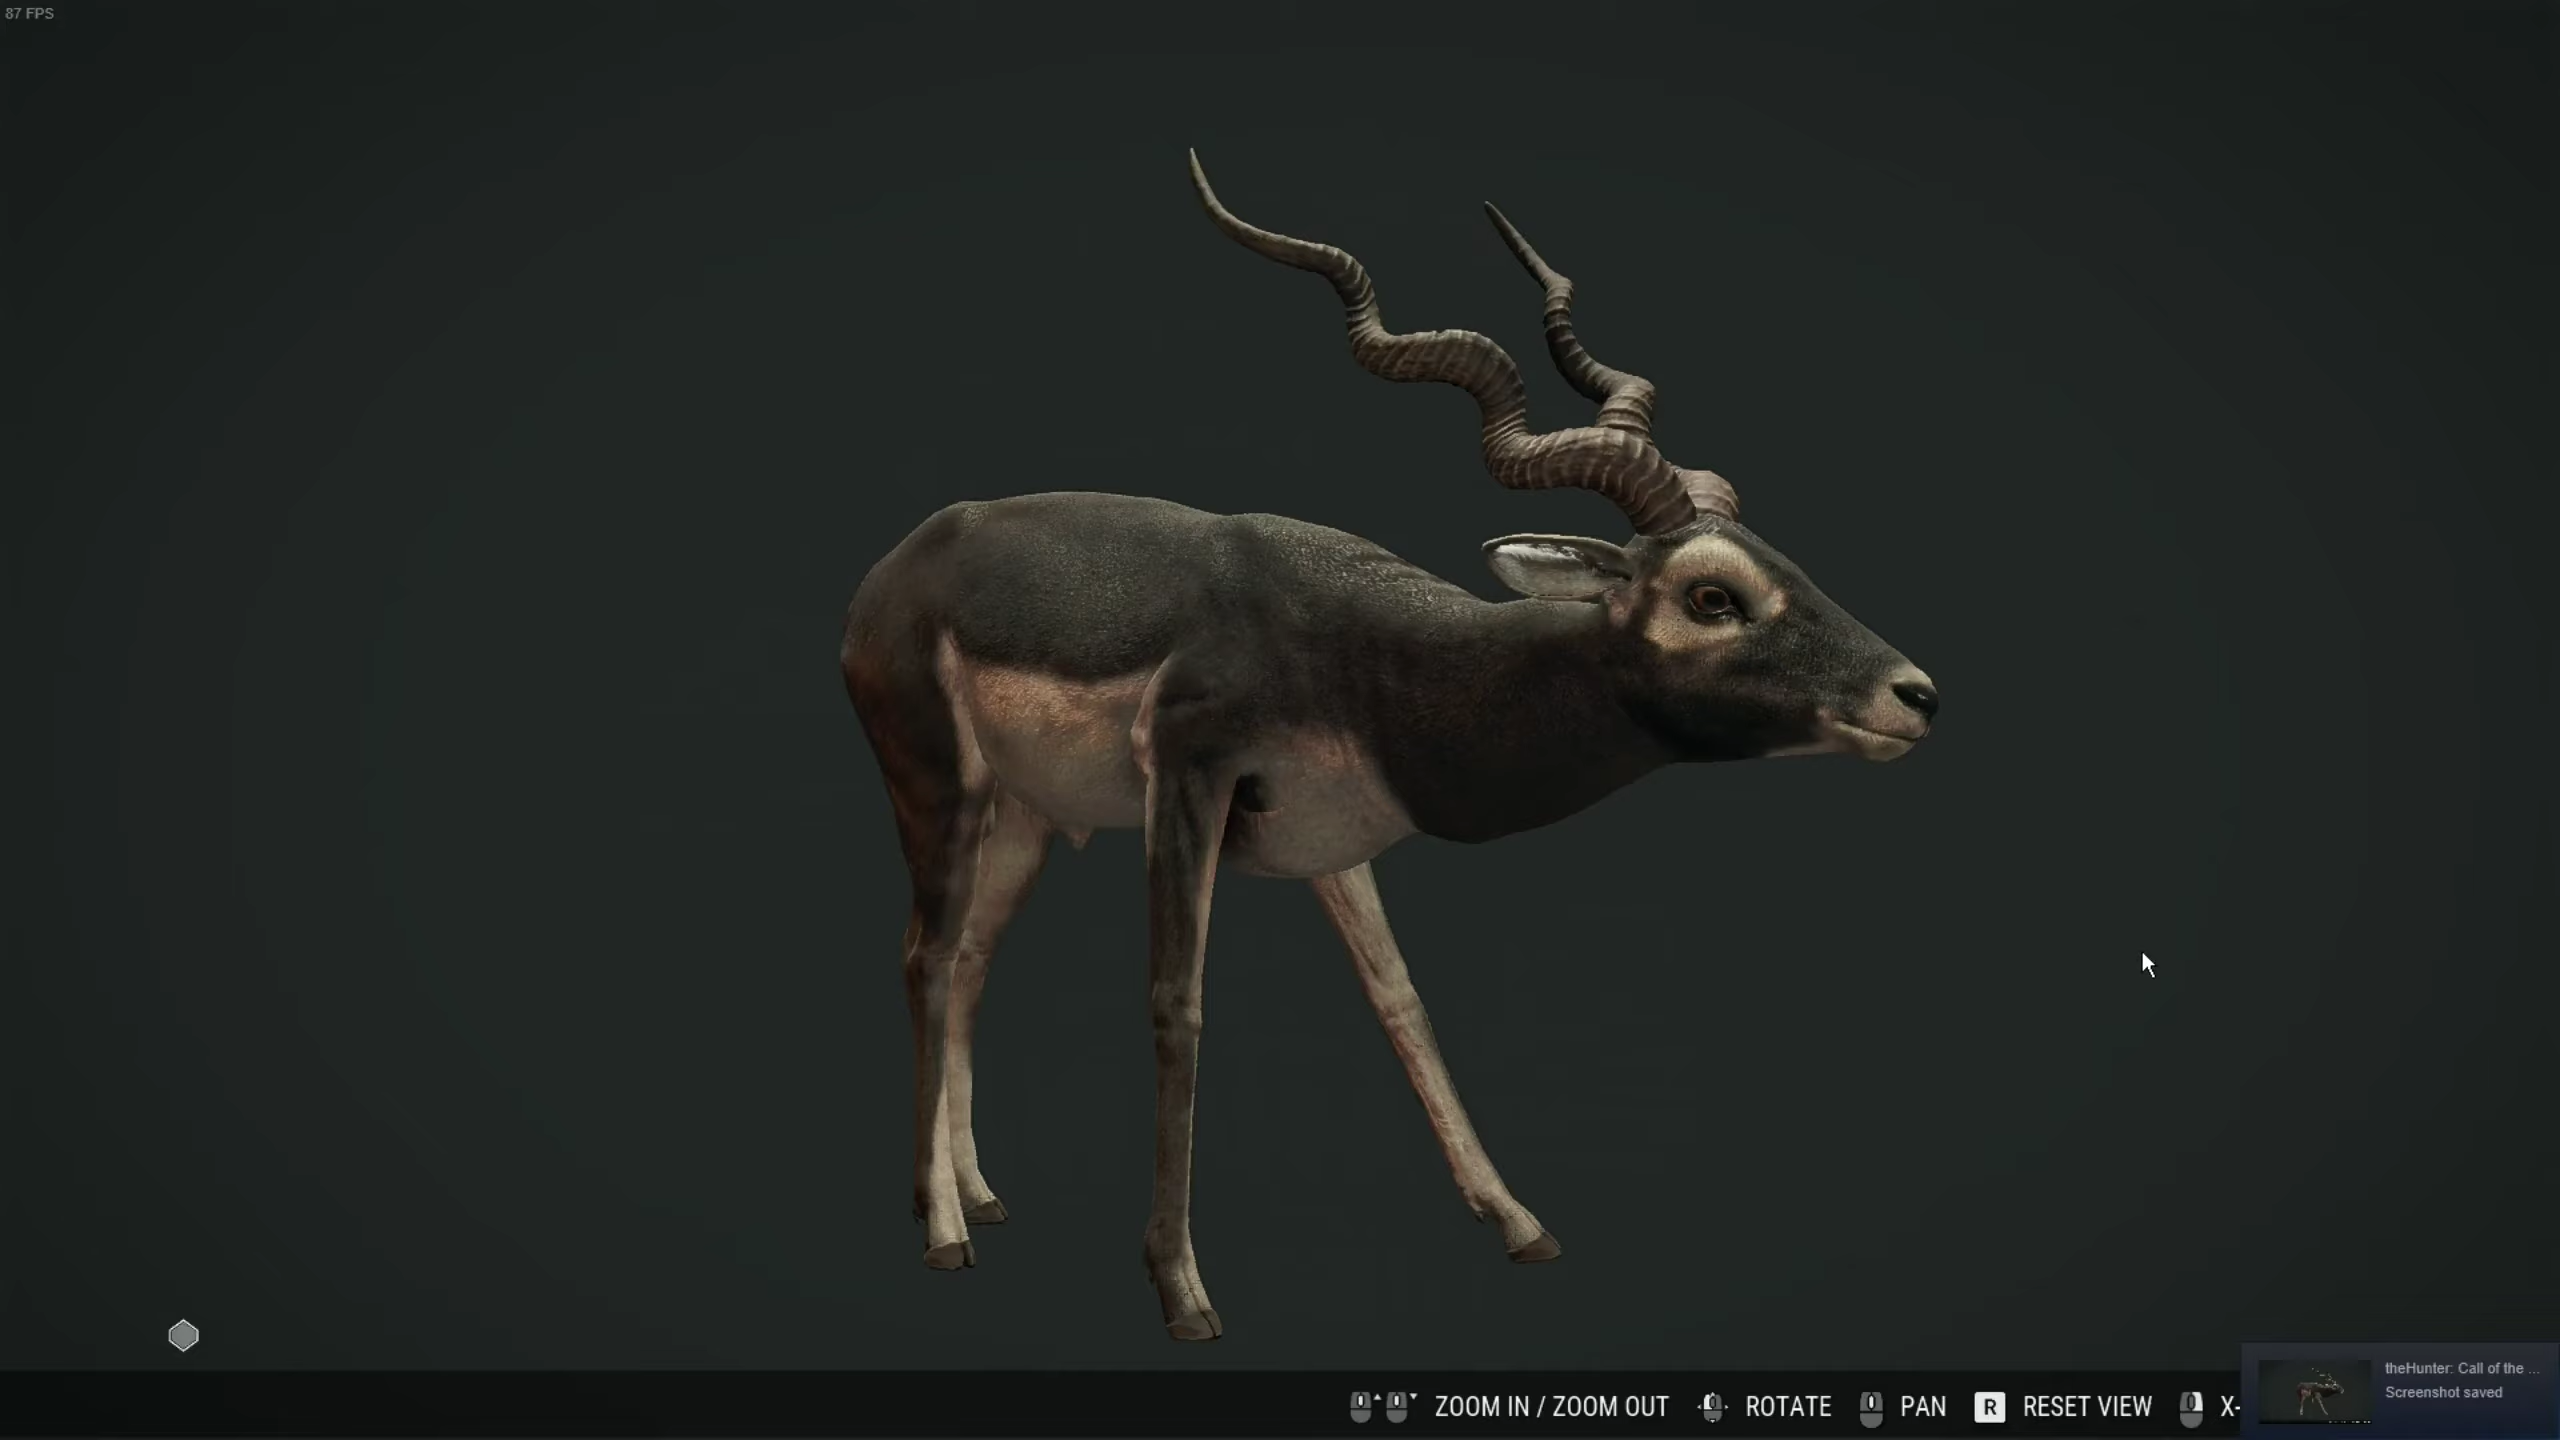 87 FPS
ZOOM IN / ZOOM OUT ROTATE PAN R RESET VIEW X-
theHunter: Call of the ...
Screenshot saved